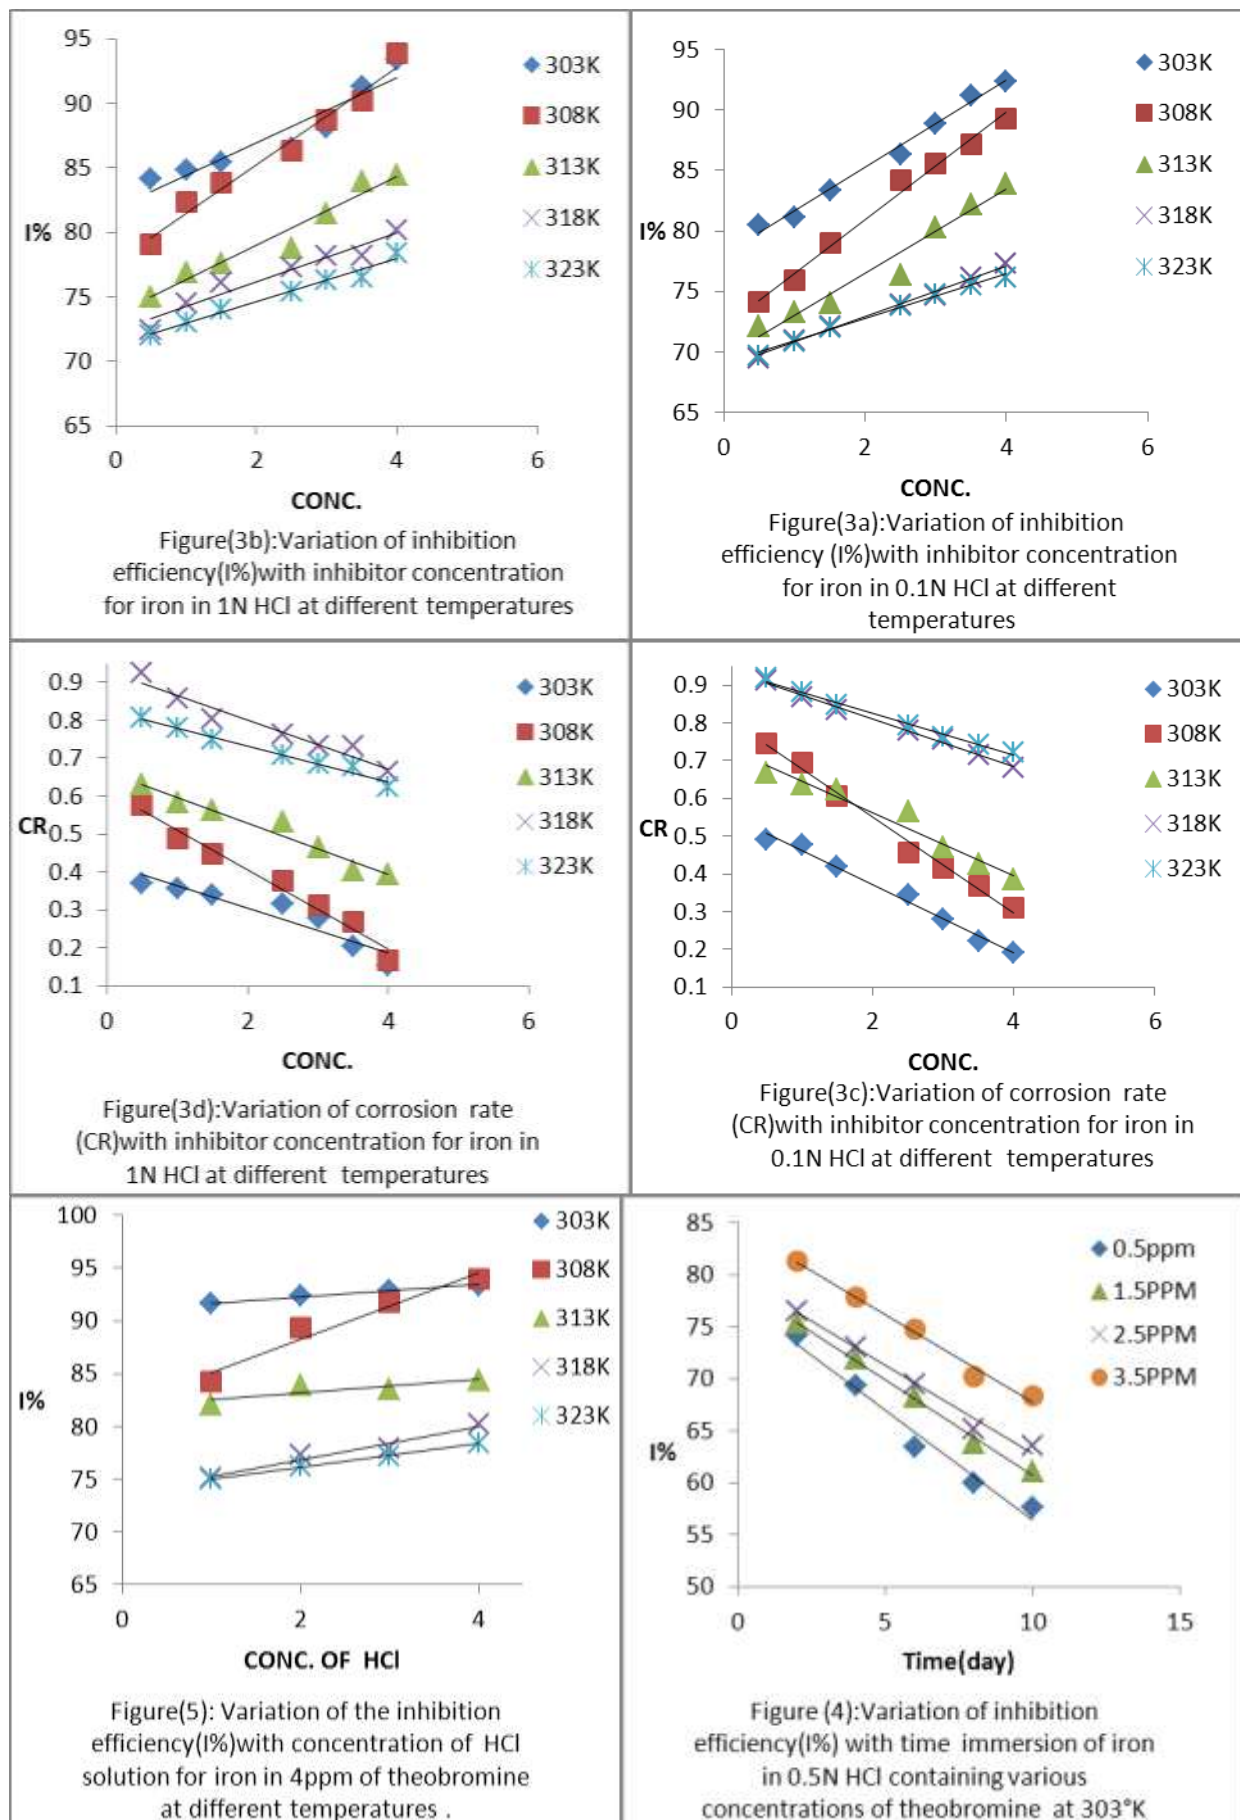 95
90
85
80
75
70
65
I%
0
2
4
6
303K
308K
313K
318K
323K
CONC.
Figure(3b):Variation of inhibition
efficiency(I%)with inhibitor concentration
for iron in 1N HCl at different temperatures
95
90
85
80
75
70
65
I%
0
2
4
6
303K
308K
313K
318K
323K
CONC.
Figure(3a):Variation of inhibition
efficiency (I%)with inhibitor concentration
for iron in 0.1N HCl at different
temperatures
0.9
0.8
0.7
0.6
0.5
0.4
0.3
0.2
0.1
CR
0
2
4
6
303K
308K
313K
318K
323K
CONC.
Figure(3d):Variation of corrosion rate
(CR)with inhibitor concentration for iron in
1N HCl at different temperatures
0.9
0.8
0.7
0.6
0.5
0.4
0.3
0.2
0.1
CR
0
2
4
6
303K
308K
313K
318K
323K
CONC.
Figure(3c):Variation of corrosion rate
(CR)with inhibitor concentration for iron in
0.1N HCl at different temperatures
100
95
90
85
80
75
70
65
I%
0
2
4
303K
308K
313K
318K
323K
CONC. OF HCl
Figure(5): Variation of the inhibition
efficiency(I%)with concentration of HCl
solution for iron in 4ppm of theobromine
at different temperatures .
85
80
75
70
65
60
55
50
I%
0
5
10
15
0.5ppm
1.5PPM
2.5PPM
3.5PPM
Time(day)
Figure (4):Variation of inhibition
efficiency(I%) with time immersion of iron
in 0.5N HCl containing various
concentrations of theobromine at 303°K